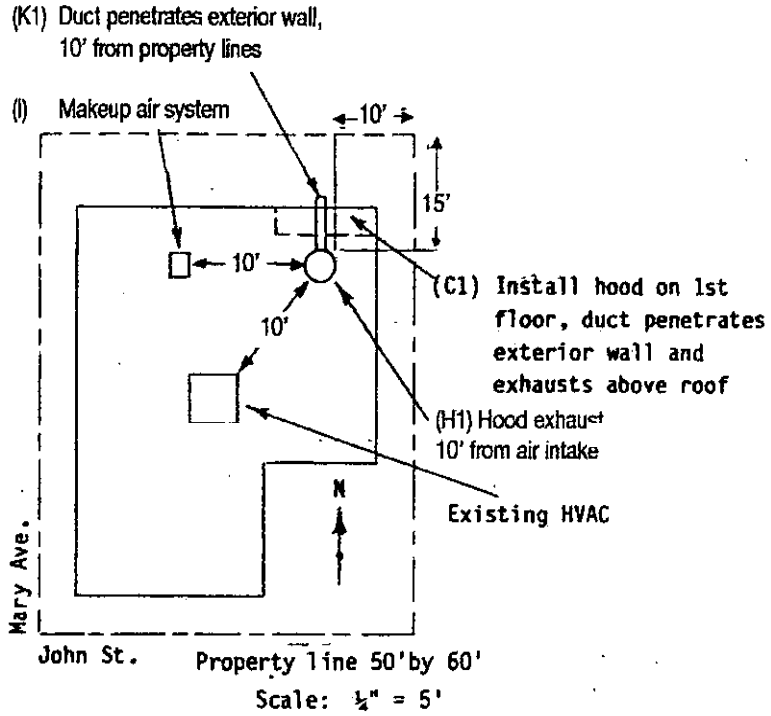 (K1) Duct penetrates exterior wall,
10' from property lines
(I) Makeup air system
10'
15'
10'
10'
(C1) Install hood on 1st
floor, duct penetrates
exterior wall and
exhausts above roof
(H1) Hood exhaust
10' from air intake
N
Existing HVAC
Mary Ave.
John St.
Property line 50' by 60'
Scale: ¼" = 5'